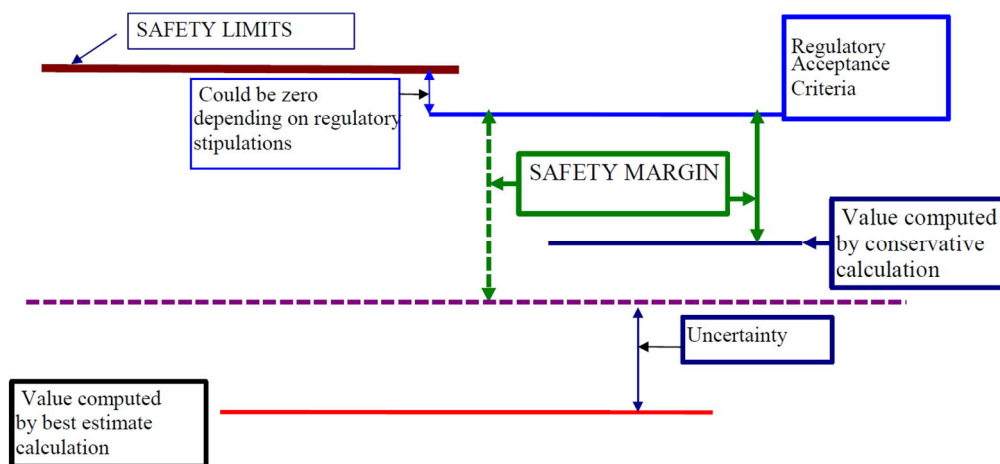 SAFETY LIMITS
Regulatory
Acceptance
Criteria
Could be zero
depending on regulatory
stipulations
SAFETY MARGIN
Value computed
by conservative
calculation
Uncertainty
Value computed
by best estimate
calculation